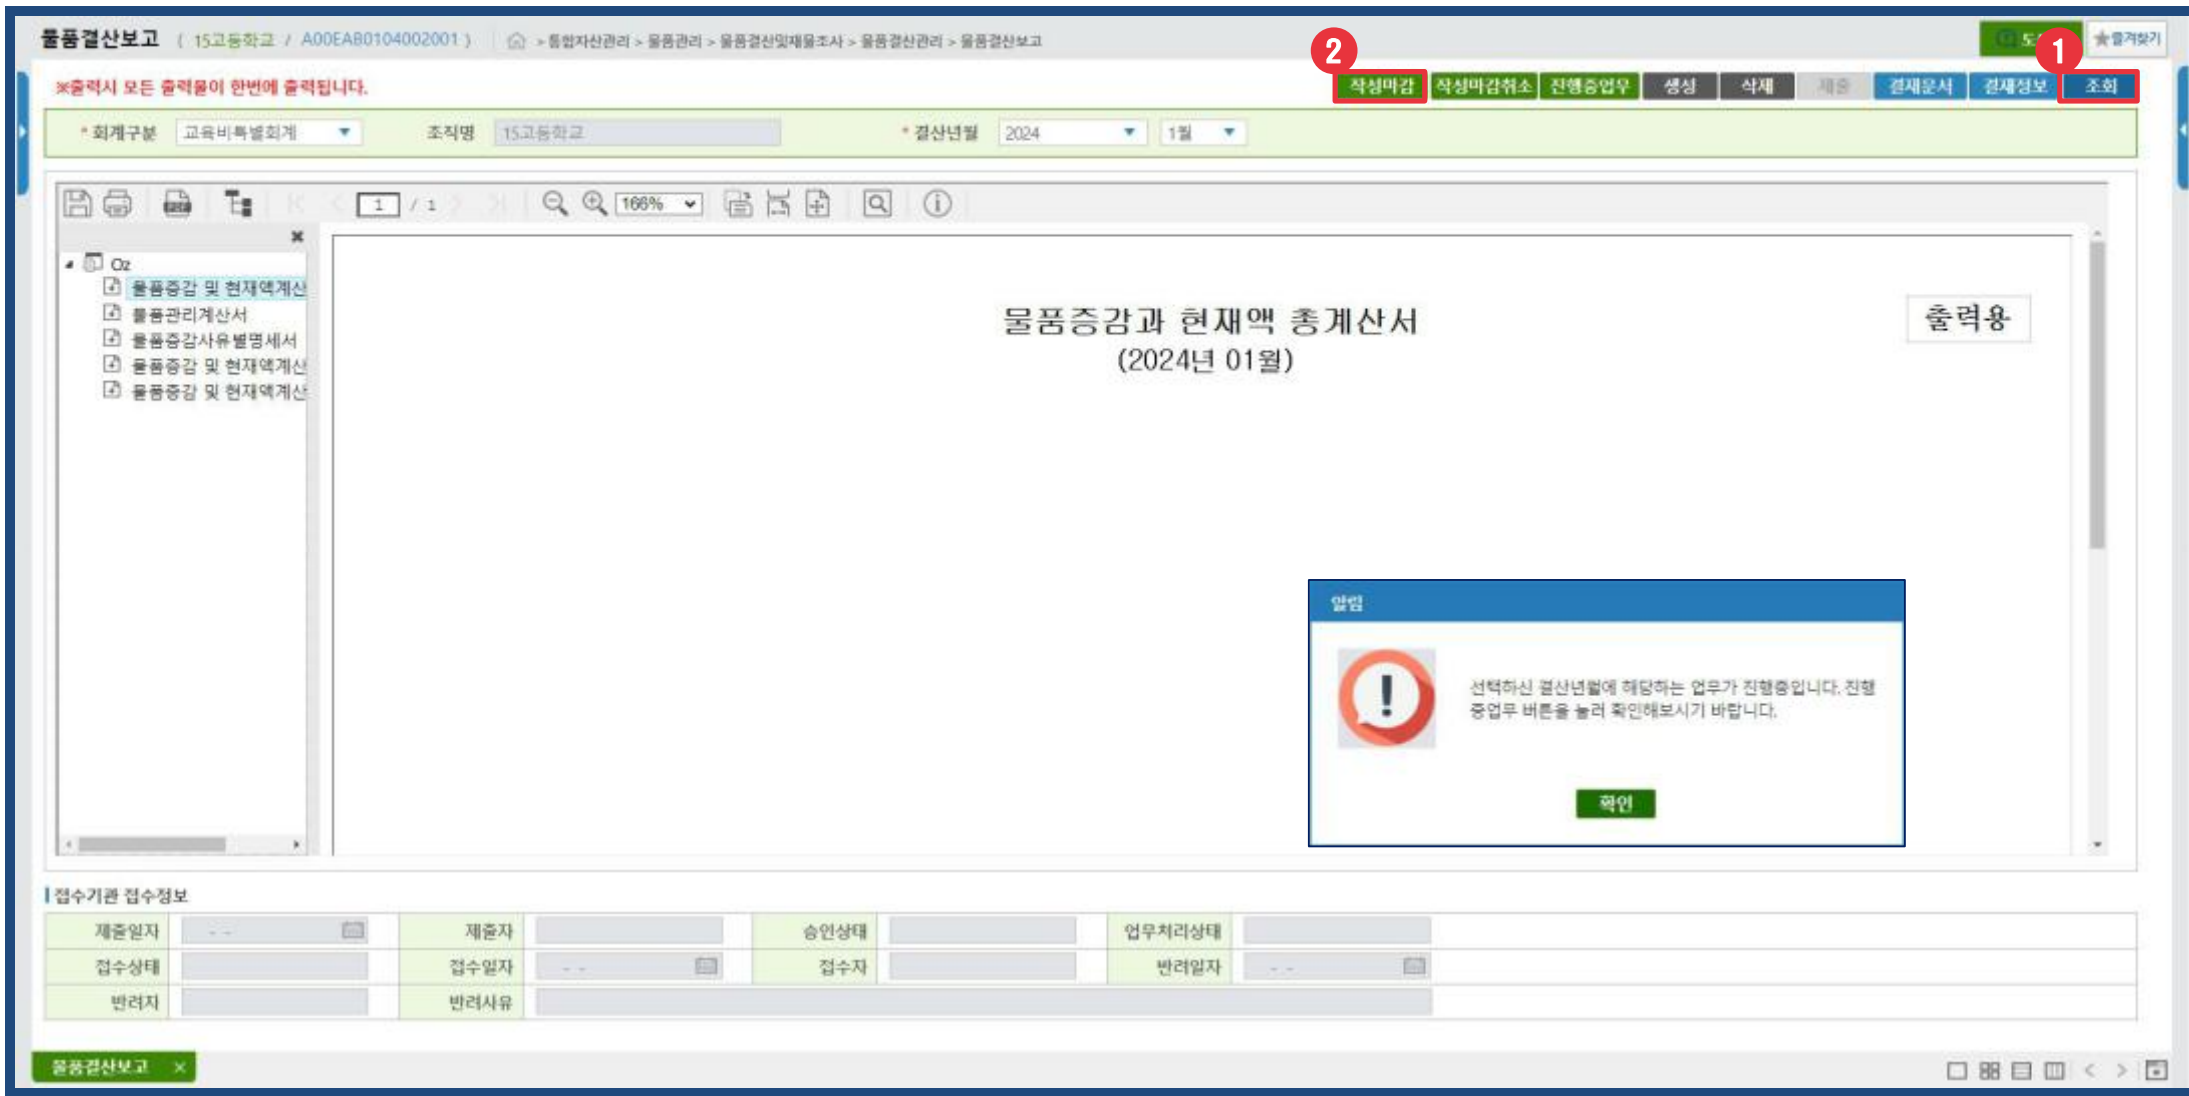 물품결산보고 ( 15고등학교 / A00EAB0104002001 ) > 통합자산관리 > 물품관리 > 물품결산및재물조사 > 물품결산관리 > 물품결산보고
★즐겨찾기
2
1
※출력시 모든 출력물이 한번에 출력됩니다.
작성마감 작성마감취소 진행중업무 생성 삭제 제출 결재문서 결재정보 조회
* 회계구분 교육비특별회계 조직명 15고등학교 * 결산년월 2024 1월
1 / 1 166%
Oz
물품증감 및 현재액계산
물품관리계산서
물품증감사유별명세서
물품증감 및 현재액계산
물품증감 및 현재액계산
물품증감과 현재액 총계산서
(2024년 01월)
출력용
알림
선택하신 결산년월에 해당하는 업무가 진행중입니다. 진행
중업무 버튼을 눌러 확인해보시기 바랍니다.
확인
접수기관 접수정보
제출일자 - - 제출자 승인상태 업무처리상태
접수상태 접수일자 - - 접수자 반려일자 - -
반려자 반려사유
물품결산보고 ×